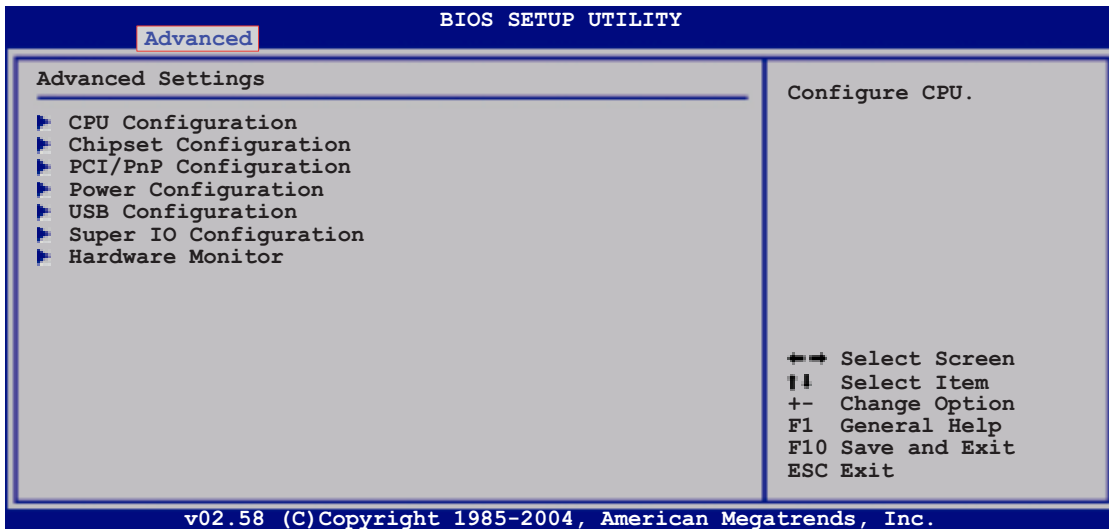 BIOS SETUP UTILITY
Advanced
Advanced Settings
CPU Configuration
Chipset Configuration
PCI/PnP Configuration
Power Configuration
USB Configuration
Super IO Configuration
Hardware Monitor
Configure CPU.
←→ Select Screen
↑↓ Select Item
+- Change Option
F1 General Help
F10 Save and Exit
ESC Exit
v02.58 (C)Copyright 1985-2004, American Megatrends, Inc.